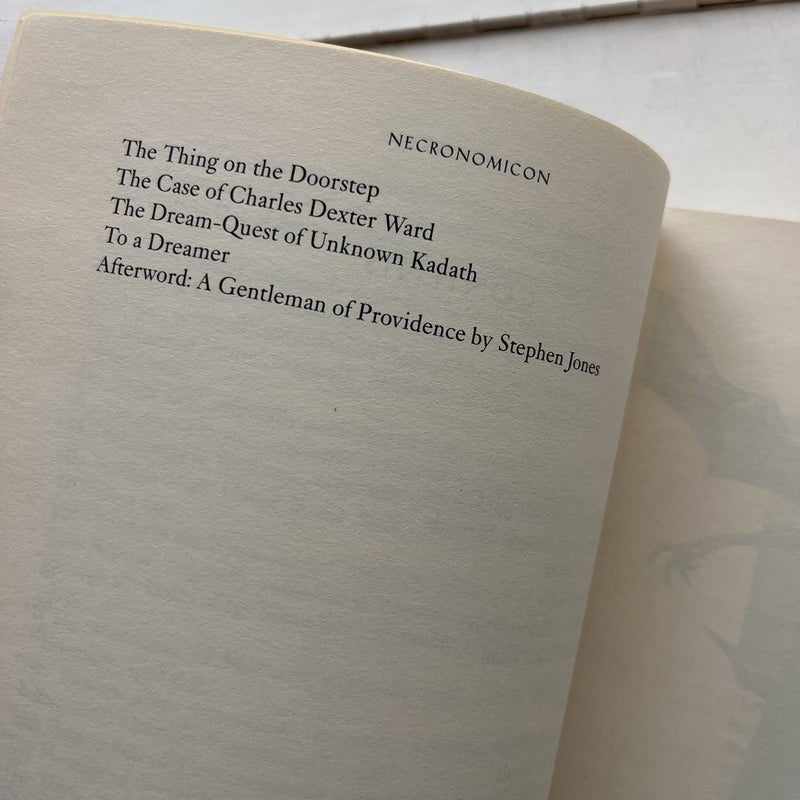 NECRONOMICON
The Thing on the Doorstep
The Case of Charles Dexter Ward
The Dream-Quest of Unknown Kadath
To a Dreamer
Afterword: A Gentleman of Providence by Stephen Jones